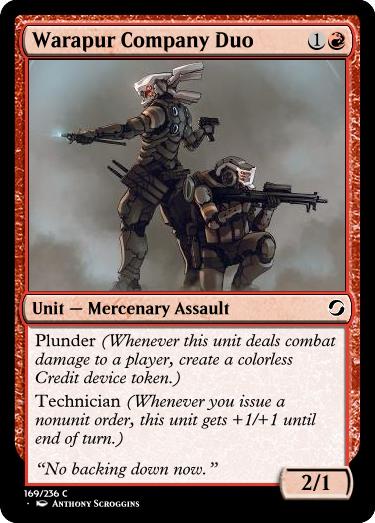 Warapur Company Duo 1
Unit — Mercenary Assault
Plunder (Whenever this unit deals combat
damage to a player, create a colorless
Credit device token.)
Technician (Whenever you issue a
nonunit order, this unit gets +1/+1 until
end of turn.)
“No backing down now.”
2/1
169/236 C
· Anthony Scroggins